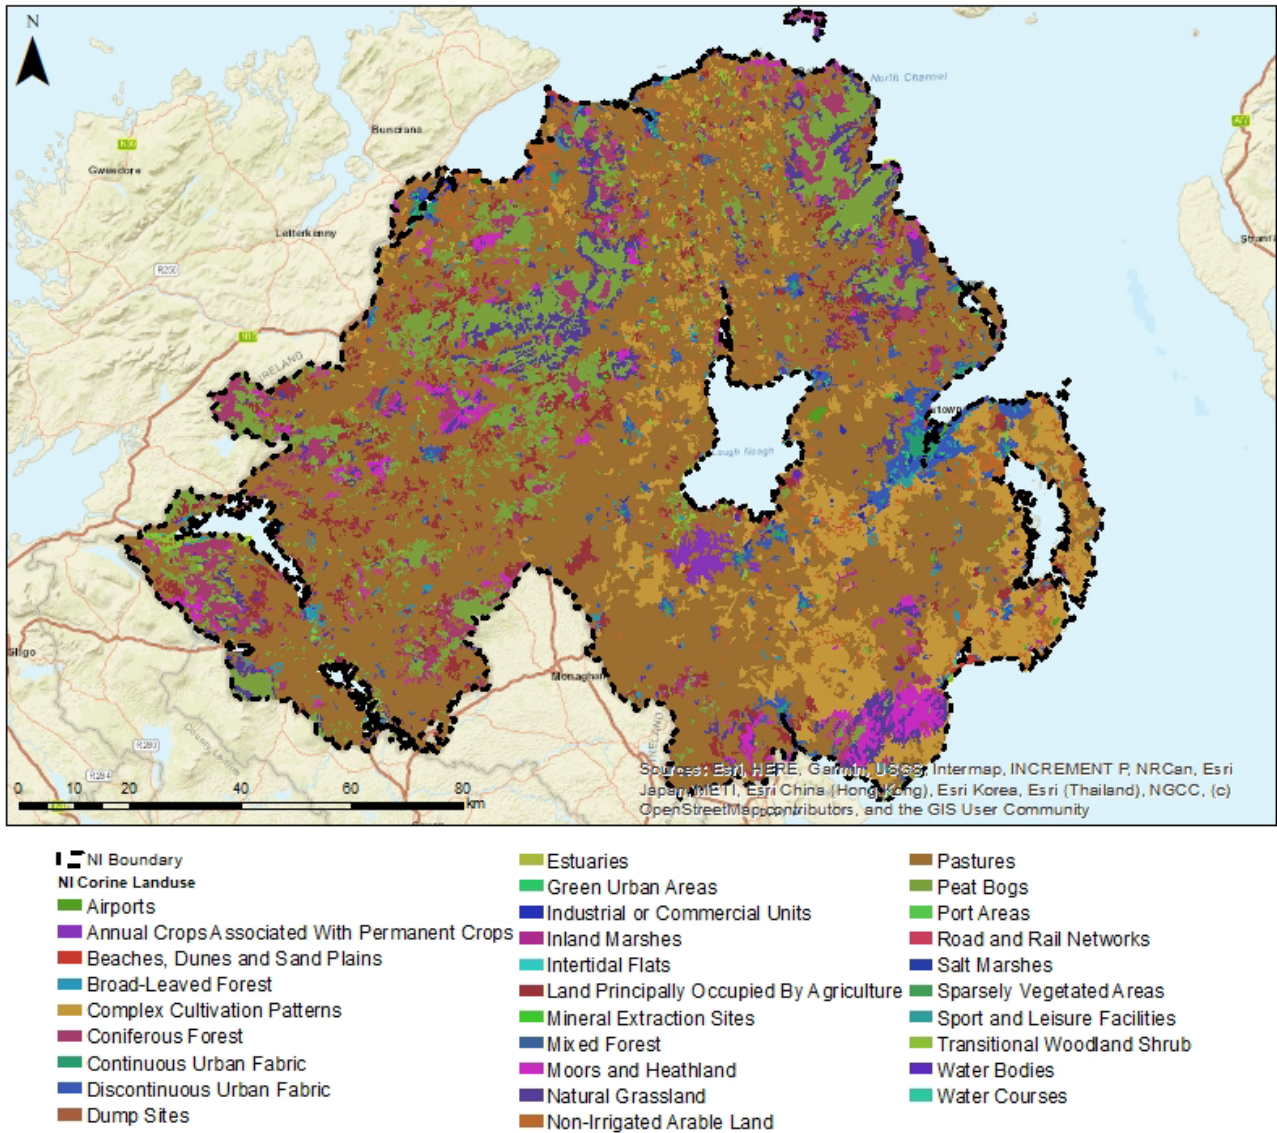 N
North Channel
A77
Buncrana
N56
Gweedore
Letterkenny
R250
N15
IRELAND
Lough Neagh
Sligo
Monaghan
IRELAND
R280
County Leitrim
R284
0 10 20 40 60 80
km
Sources: Esri, HERE, Garmin, USGS, Intermap, INCREMENT P, NRCan, Esri
Japan, METI, Esri China (Hong Kong), Esri Korea, Esri (Thailand), NGCC, (c)
OpenStreetMap contributors, and the GIS User Community
NI Boundary
NI Corine Landuse
Airports
Annual Crops Associated With Permanent Crops
Beaches, Dunes and Sand Plains
Broad-Leaved Forest
Complex Cultivation Patterns
Coniferous Forest
Continuous Urban Fabric
Discontinuous Urban Fabric
Dump Sites
Estuaries
Green Urban Areas
Industrial or Commercial Units
Inland Marshes
Intertidal Flats
Land Principally Occupied By Agriculture
Mineral Extraction Sites
Mixed Forest
Moors and Heathland
Natural Grassland
Non-Irrigated Arable Land
Pastures
Peat Bogs
Port Areas
Road and Rail Networks
Salt Marshes
Sparsely Vegetated Areas
Sport and Leisure Facilities
Transitional Woodland Shrub
Water Bodies
Water Courses